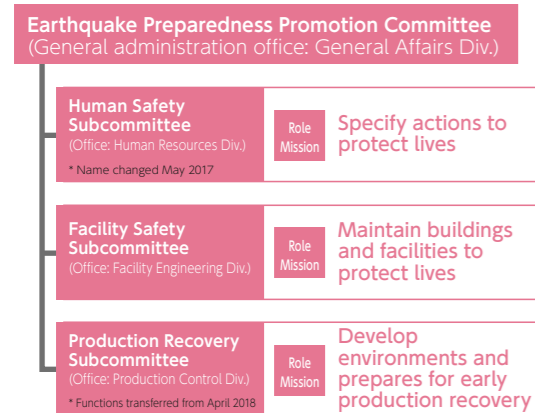 Earthquake Preparedness Promotion Committee
(General administration office: General Affairs Div.)
Human Safety
Subcommittee
(Office: Human Resources Div.)
* Name changed May 2017
Role
Mission
Specify actions to
protect lives
Facility Safety
Subcommittee
(Office: Facility Engineering Div.)
Role
Mission
Maintain buildings
and facilities to
protect lives
Production Recovery
Subcommittee
(Office: Production Control Div.)
* Functions transferred from April 2018
Role
Mission
Develop
environments and
prepares for early
production recovery